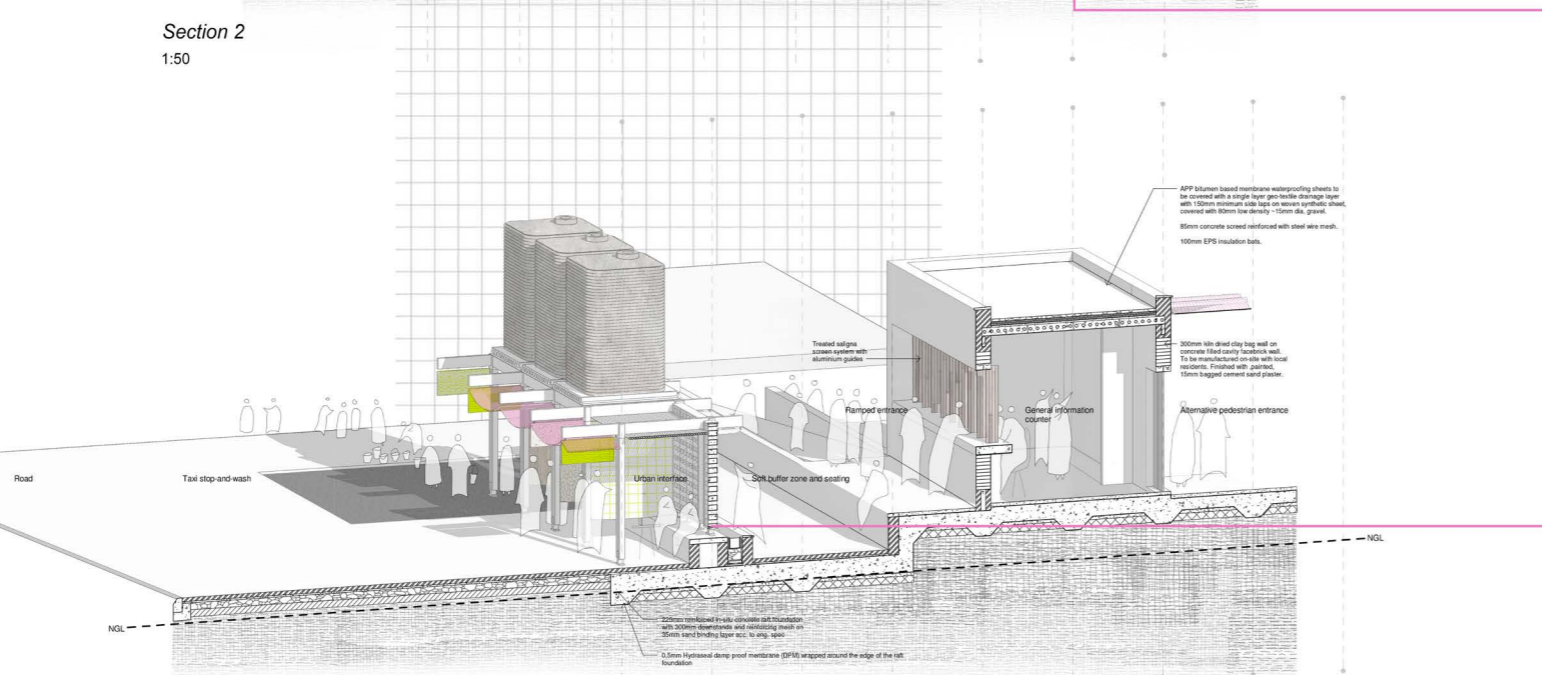 Section 2
1:50
APP bitumen based membrane waterproofing sheets to
be covered with a single layer geo-textile drainage layer
with 150mm minimum side laps on woven synthetic sheet,
covered with 80mm low density ~15mm dia. gravel.
85mm concrete screed reinforced with steel wire mesh.
100mm EPS insulation bats.
Treated saligna
screen system with
aluminium guides
300mm kiln dried clay bag wall on
concrete filled cavity facebrick wall.
To be manufactured on-site with local
residents. Finished with ,painted,
15mm bagged cement sand plaster.
Ramped entrance
General information
counter
Alternative pedestrian entrance
Road
Taxi stop-and-wash
Urban interface
Soft buffer zone and seating
NGL
NGL
225mm reinforced in-situ concrete raft foundation
with 300mm downstands and reinforcing mesh on
35mm sand binding layer acc. to eng. spec
0.5mm Hydraseal damp proof membrane (DPM) wrapped around the edge of the raft
foundation